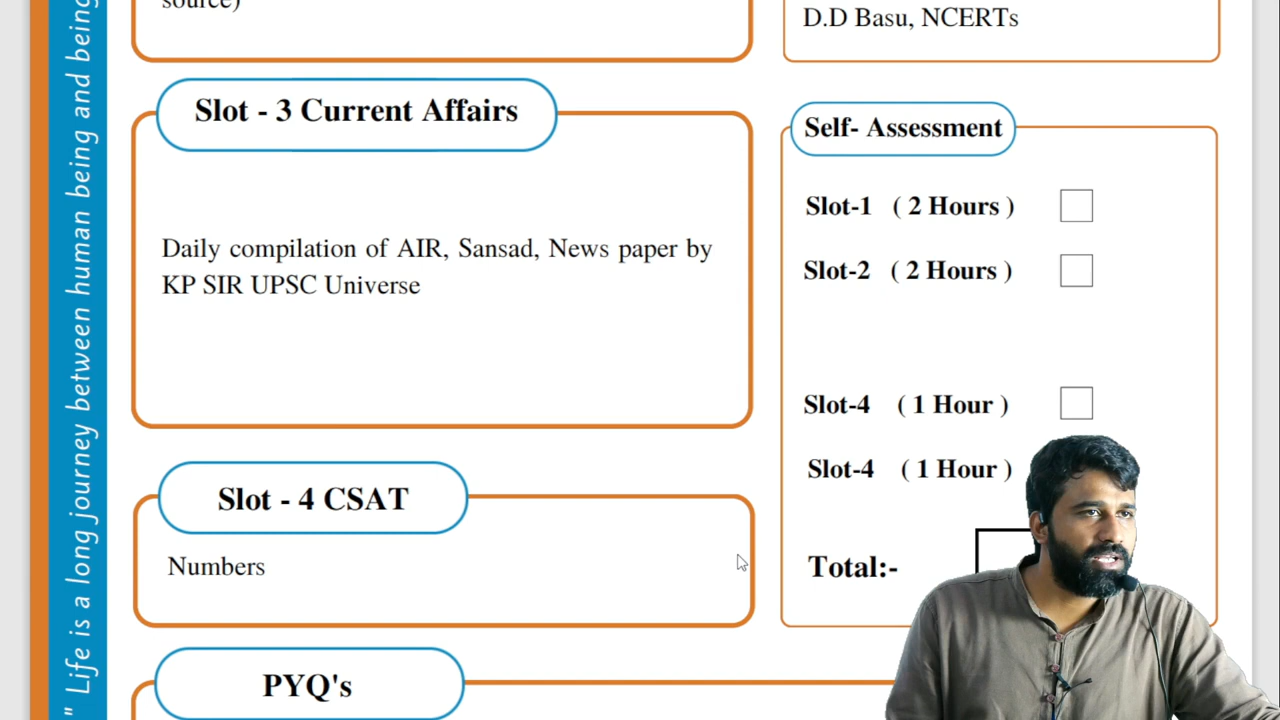 source)
D.D Basu, NCERTs
Slot - 3 Current Affairs
Daily compilation of AIR, Sansad, News paper by
KP SIR UPSC Universe
Self- Assessment
Slot-1 ( 2 Hours )
Slot-2 ( 2 Hours )
Slot-4 ( 1 Hour )
Slot-4 ( 1 Hour )
Total:-
Slot - 4 CSAT
Numbers
PYQ's
" Life is a long journey between human being and being